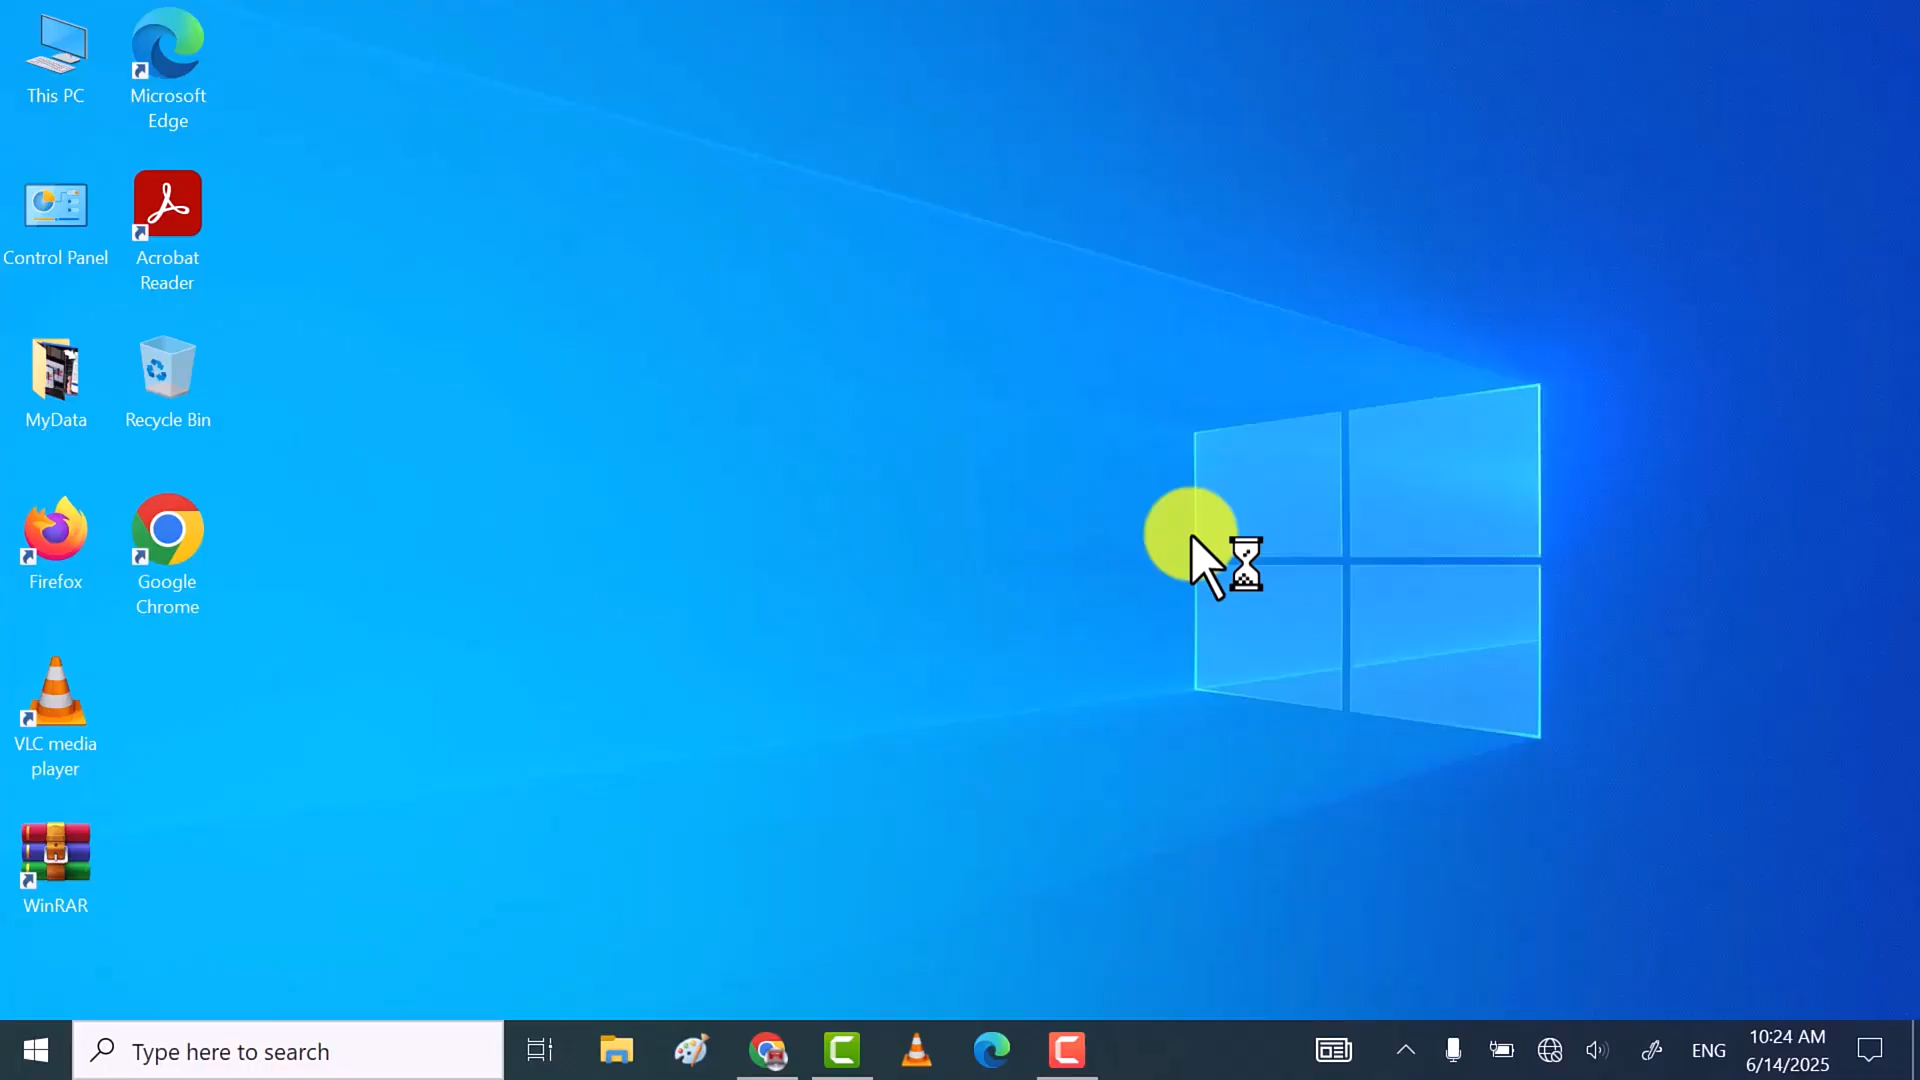 This PC
Microsoft
Edge
Control Panel
Acrobat
Reader
MyData
Recycle Bin
Firefox
Google
Chrome
VLC media
player
WinRAR
Type here to search
ENG
10:24 AM
6/14/2025